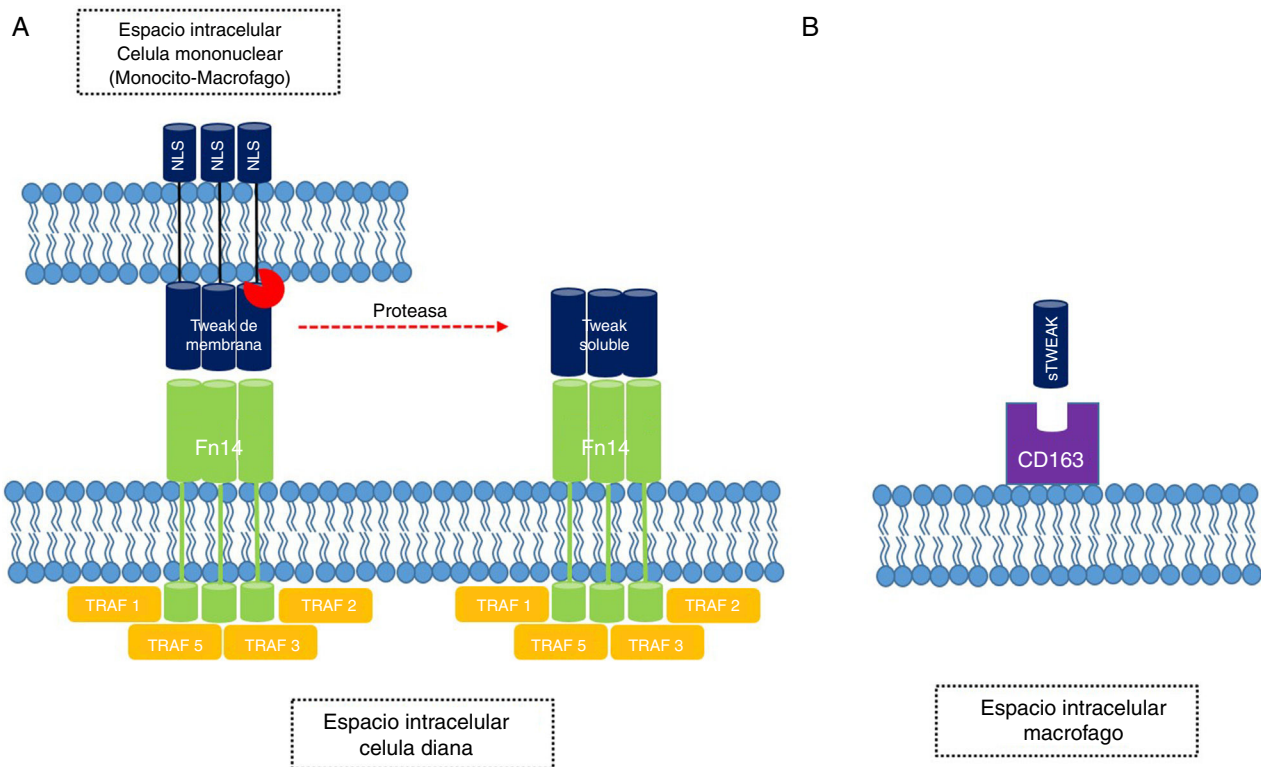 A
Espacio intracelular
Celula mononuclear
(Monocito-Macrofago)
NLS
NLS
NLS
Tweak de
membrana
Proteasa
Tweak
soluble
Fn14
Fn14
TRAF 1
TRAF 2
TRAF 5
TRAF 3
TRAF 1
TRAF 2
TRAF 5
TRAF 3
Espacio intracelular
celula diana
B
sTWEAK
CD163
Espacio intracelular
macrofago